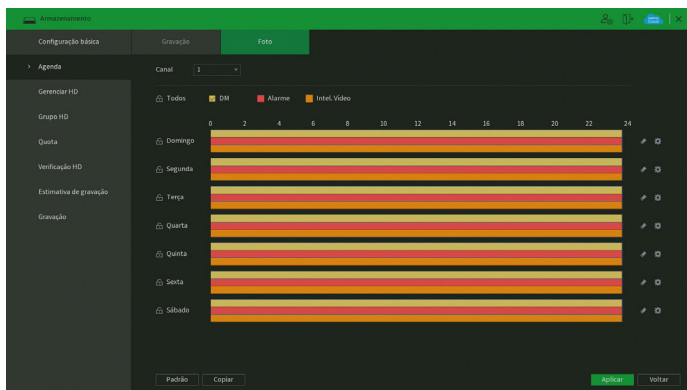 Armazenamento
Configuração básica
Gravação
Foto
Agenda
Canal
1
Gerenciar HD
Todos
DM
Alarme
Intel. Vídeo
Grupo HD
0 2 4 6 8 10 12 14 16 18 20 22 24
Quota
Domingo
Verificação HD
Segunda
Estimativa de gravação
Terça
Gravação
Quarta
Quinta
Sexta
Sábado
Padrão
Copiar
Aplicar
Voltar